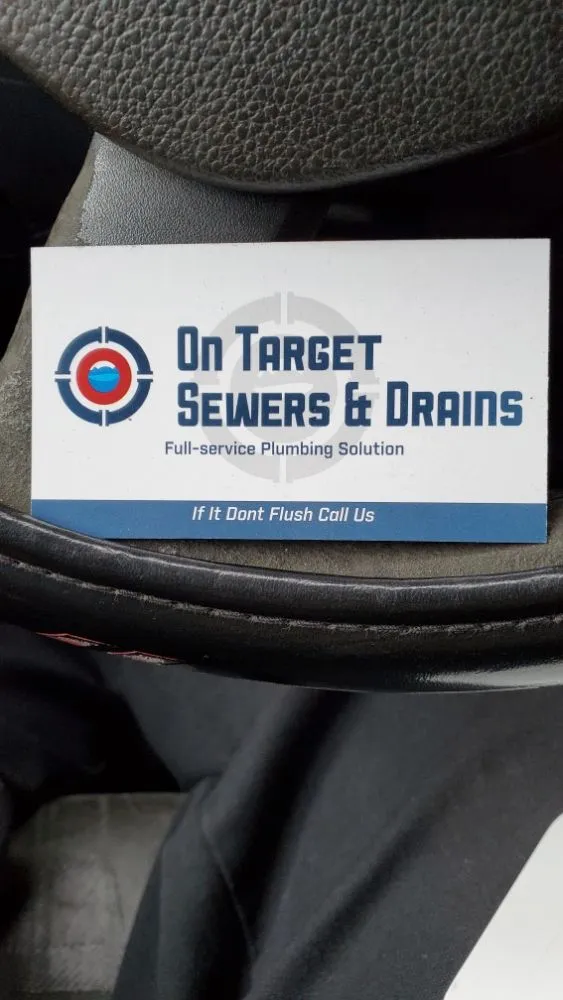 On Target
Sewers & Drains
Full-service Plumbing Solution
If It Dont Flush Call Us